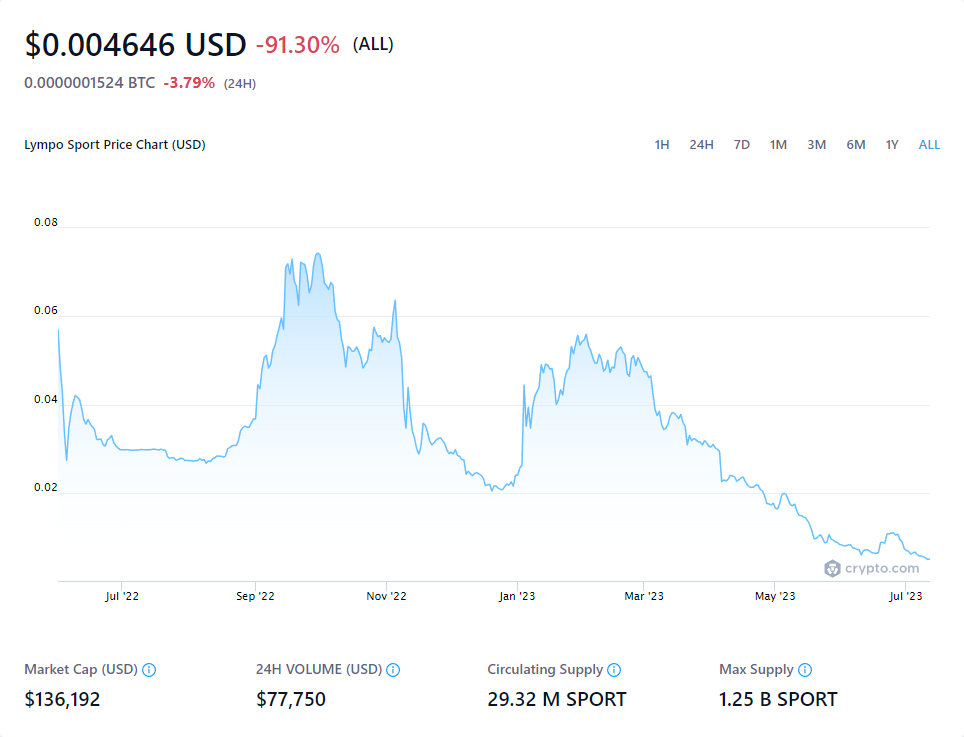 $0.004646 USD -91.30% (ALL)
0.0000001524 BTC -3.79% (24H)
Lympo Sport Price Chart (USD) 1H 24H 7D 1M 3M 6M 1Y ALL
0.08
0.06
0.04
0.02
crypto.com
Jul '22 Sep '22 Nov '22 Jan '23 Mar '23 May '23 Jul '23
Market Cap (USD) 24H VOLUME (USD) Circulating Supply Max Supply
$136,192 $77,750 29.32 M SPORT 1.25 B SPORT